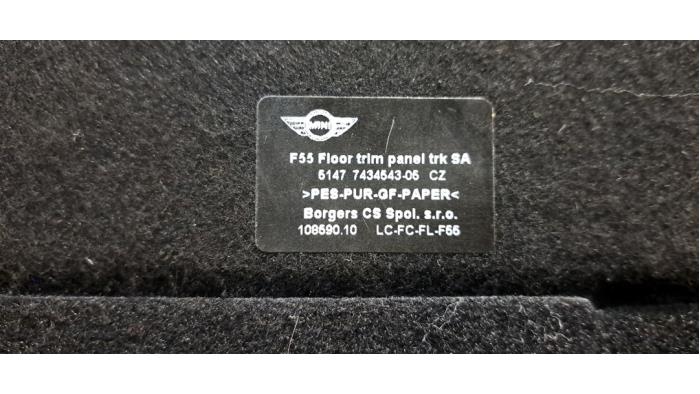 MINI
F55 Floor trim panel trk SA
5147 7434543-05 CZ
>PES-PUR-GF-PAPER<
Borgers CS Spol. s.r.o.
108590.10 LC-FC-FL-F55